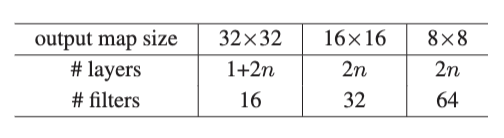 output map size 32×32 16×16 8×8
# layers 1+2n 2n 2n
# filters 16 32 64